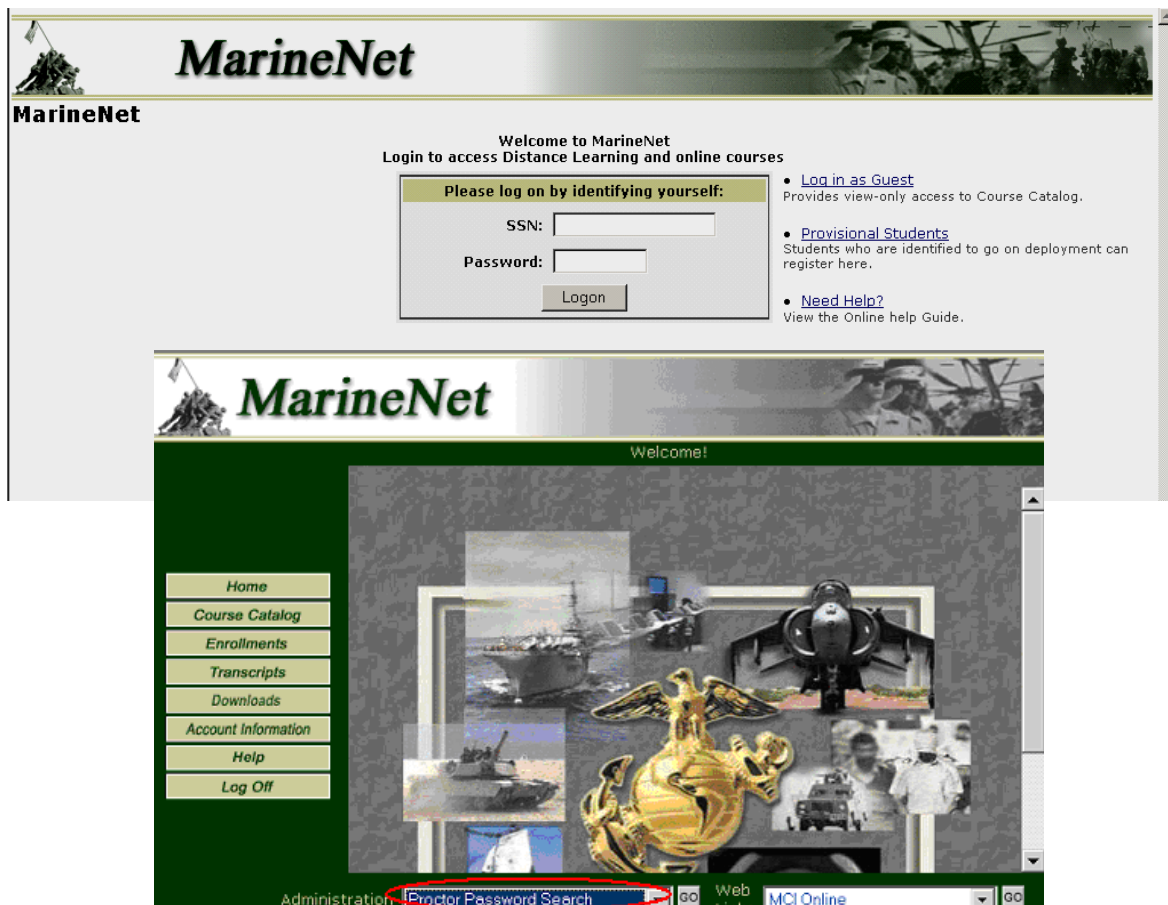 MarineNet
MarineNet
Welcome to MarineNet
Login to access Distance Learning and online courses
Please log on by identifying yourself:
SSN:
Password:
Logon
• Log in as Guest
Provides view-only access to Course Catalog.
• Provisional Students
Students who are identified to go on deployment can
register here.
• Need Help?
View the Online help Guide.
MarineNet
Welcome!
Home
Course Catalog
Enrollments
Transcripts
Downloads
Account Information
Help
Log Off
Administration Proctor Password Search GO Web MCI Online GO